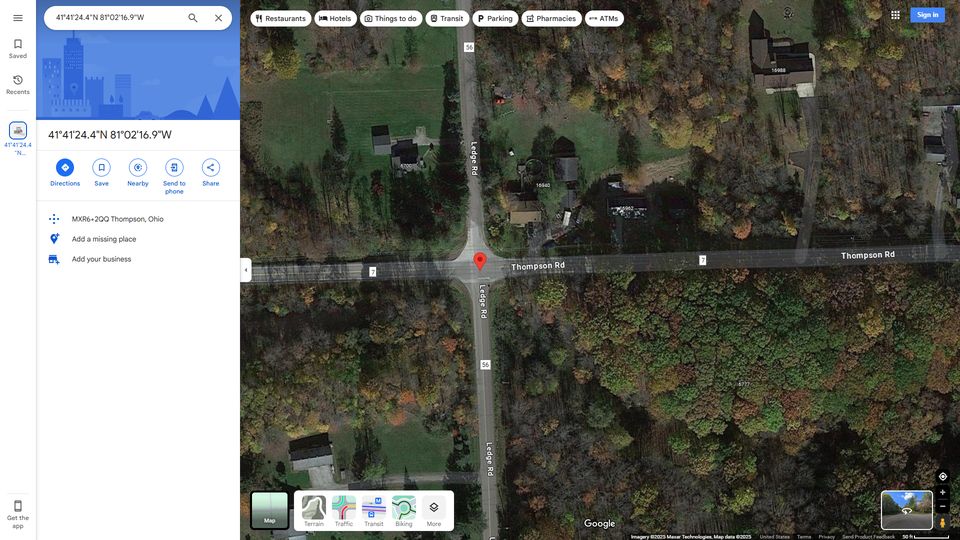 41°41'24.4"N 81°02'16.9"W
Restaurants
Hotels
Things to do
Transit
Parking
Pharmacies
ATMs
Sign in
Saved
Recents
41°41'24.4
"N...
41°41'24.4"N 81°02'16.9"W
Directions
Save
Nearby
Send to
phone
Share
MXR6+2QQ Thompson, Ohio
Add a missing place
Add your business
56
16988
Ledge Rd
16940
16962
7
Thompson Rd
7
Thompson Rd
Ledge Rd
56
6777
Ledge Rd
Get the
app
Map
Terrain
Traffic
Transit
Biking
More
Google
Imagery ©2025 Maxar Technologies, Map data ©2025
United States
Terms
Privacy
Send Product Feedback
50 ft